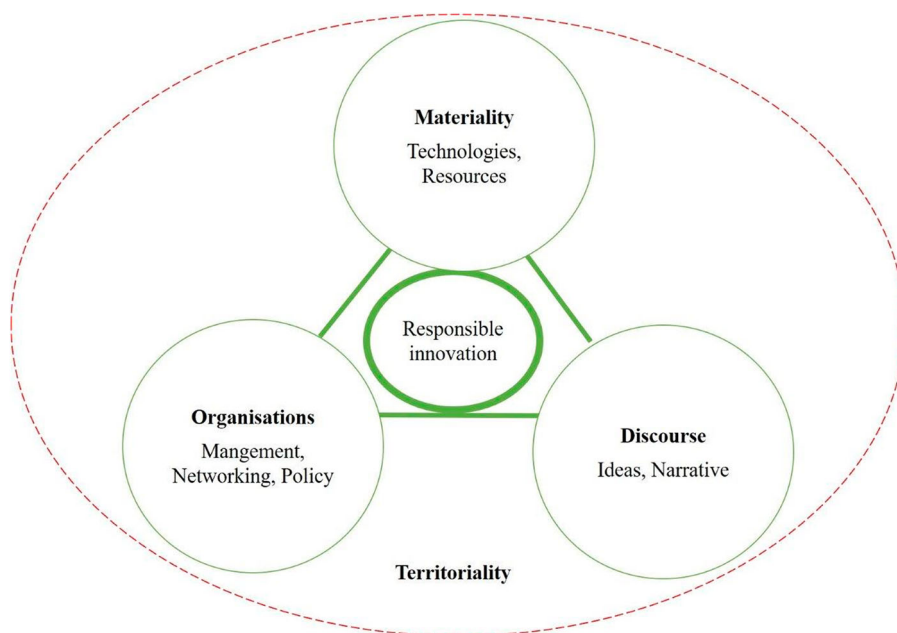 Materiality
Technologies,
Resources
Responsible
innovation
Organisations
Mangement,
Networking, Policy
Discourse
Ideas, Narrative
Territoriality